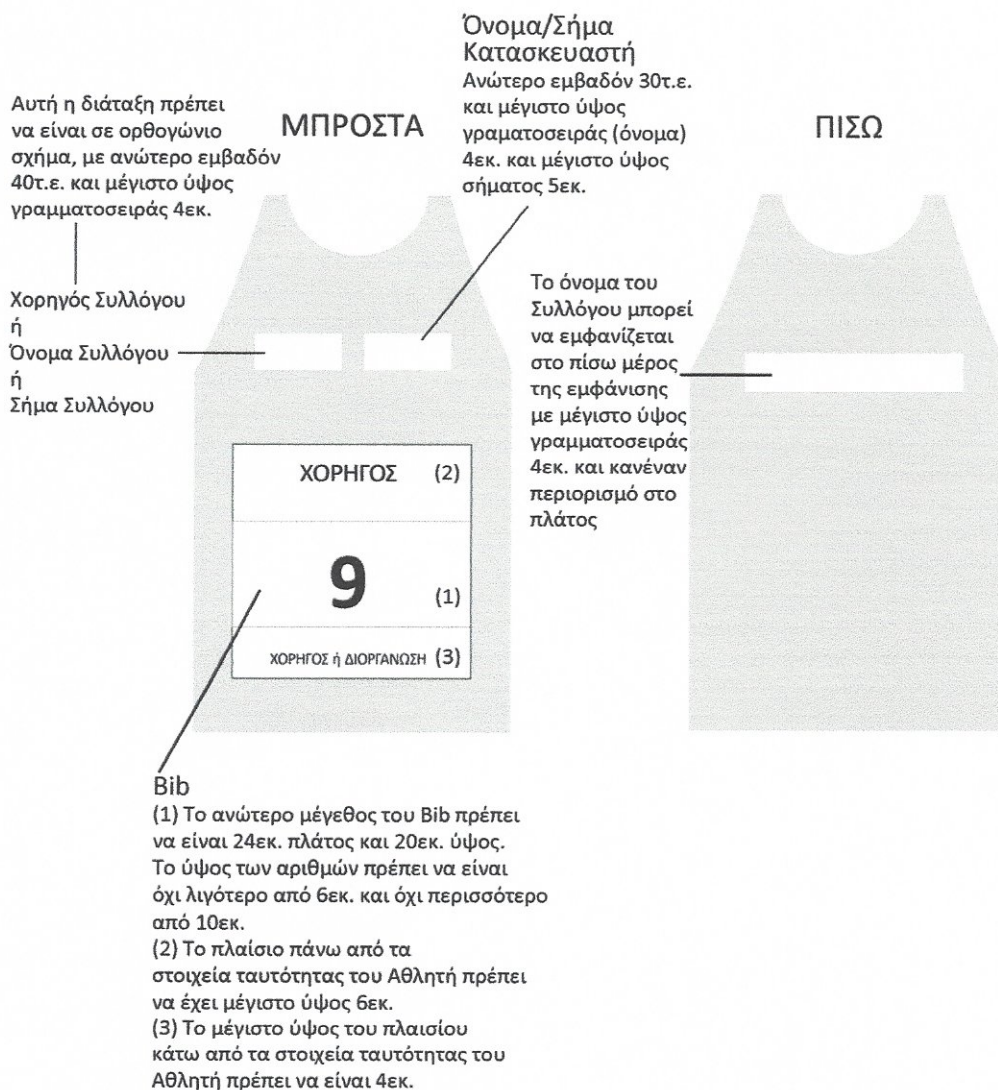 Όνομα/Σήμα
Κατασκευαστή
Ανώτερο εμβαδόν 30τ.ε.
και μέγιστο ύψος
γραματοσειράς (όνομα)
4εκ. και μέγιστο ύψος
σήματος 5εκ.
Αυτή η διάταξη πρέπει
να είναι σε ορθογώνιο
σχήμα, με ανώτερο εμβαδόν
40τ.ε. και μέγιστο ύψος
γραμματοσειράς 4εκ.
ΜΠΡΟΣΤΑ
ΠΙΣΩ
Χορηγός Συλλόγου
ή
Όνομα Συλλόγου
ή
Σήμα Συλλόγου
Το όνομα του
Συλλόγου μπορεί
να εμφανίζεται
στο πίσω μέρος
της εμφάνισης
με μέγιστο ύψος
γραμματοσειράς
4εκ. και κανέναν
περιορισμό στο
πλάτος
ΧΟΡΗΓΟΣ (2)
9 (1)
ΧΟΡΗΓΟΣ ή ΔΙΟΡΓΑΝΩΣΗ (3)
Bib
(1) Το ανώτερο μέγεθος του Bib πρέπει
να είναι 24εκ. πλάτος και 20εκ. ύψος.
Το ύψος των αριθμών πρέπει να είναι
όχι λιγότερο από 6εκ. και όχι περισσότερο
από 10εκ.
(2) Το πλαίσιο πάνω από τα
στοιχεία ταυτότητας του Αθλητή πρέπει
να έχει μέγιστο ύψος 6εκ.
(3) Το μέγιστο ύψος του πλαισίου
κάτω από τα στοιχεία ταυτότητας του
Αθλητή πρέπει να είναι 4εκ.